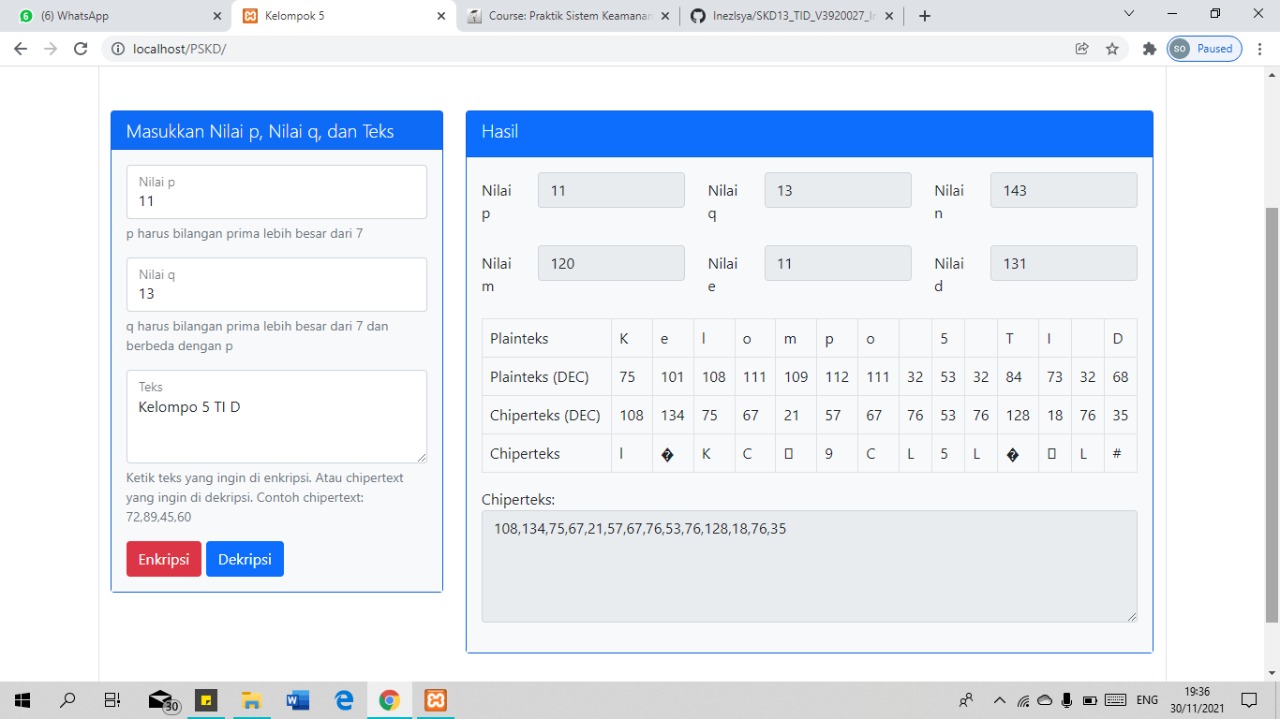 (6) WhatsApp
Kelompok 5
Course: Praktik Sistem Keamanan
InezIsya/SKD13_TID_V3920027_I
localhost/PSKD/
SO
Paused
Masukkan Nilai p, Nilai q, dan Teks
Nilai p
11
p harus bilangan prima lebih besar dari 7
Nilai q
13
q harus bilangan prima lebih besar dari 7 dan
berbeda dengan p
Teks
Kelompo 5 TI D
Ketik teks yang ingin di enkripsi. Atau chipertext
yang ingin di dekripsi. Contoh chipertext:
72,89,45,60
Enkripsi Dekripsi
Hasil
Nilai p 11 Nilai q 13 Nilai n 143
Nilai m 120 Nilai e 11 Nilai d 131
Plainteks K e l o m p o 5 T I D
Plainteks (DEC) 75 101 108 111 109 112 111 32 53 32 84 73 32 68
Chiperteks (DEC) 108 134 75 67 21 57 67 76 53 76 128 18 76 35
Chiperteks l � K C 9 C L 5 L � L #
Chiperteks:
108,134,75,67,21,57,67,76,53,76,128,18,76,35
30
ENG
19:36
30/11/2021